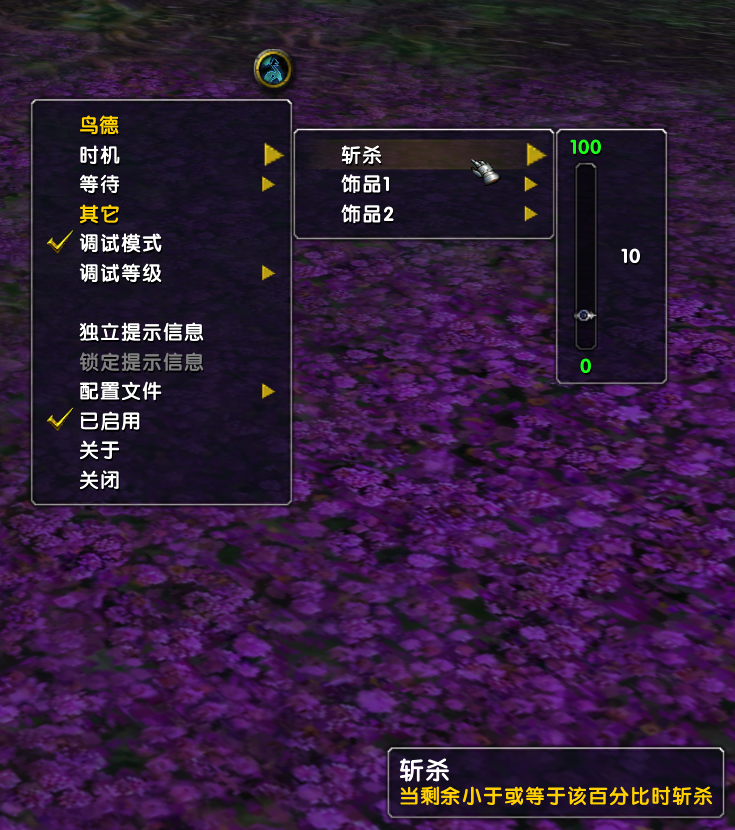 鸟德
时机
等待
其它
调试模式
调试等级
独立提示信息
锁定提示信息
配置文件
已启用
关于
关闭
斩杀
饰品1
饰品2
100
10
0
斩杀
当剩余小于或等于该百分比时斩杀